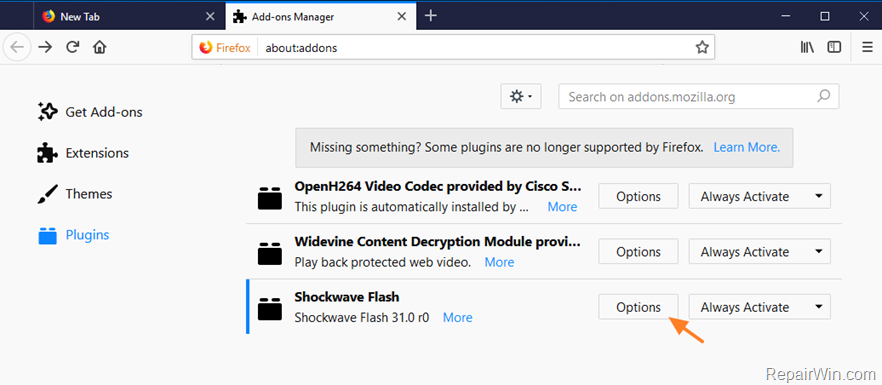 New Tab
Add-ons Manager
Firefox
about:addons
Search on addons.mozilla.org
Get Add-ons
Extensions
Themes
Plugins
Missing something? Some plugins are no longer supported by Firefox. Learn More.
OpenH264 Video Codec provided by Cisco S...
This plugin is automatically installed by ... More
Options
Always Activate
Widevine Content Decryption Module provi...
Play back protected web video. More
Options
Always Activate
Shockwave Flash
Shockwave Flash 31.0 r0 More
Options
Always Activate
RepairWin.com